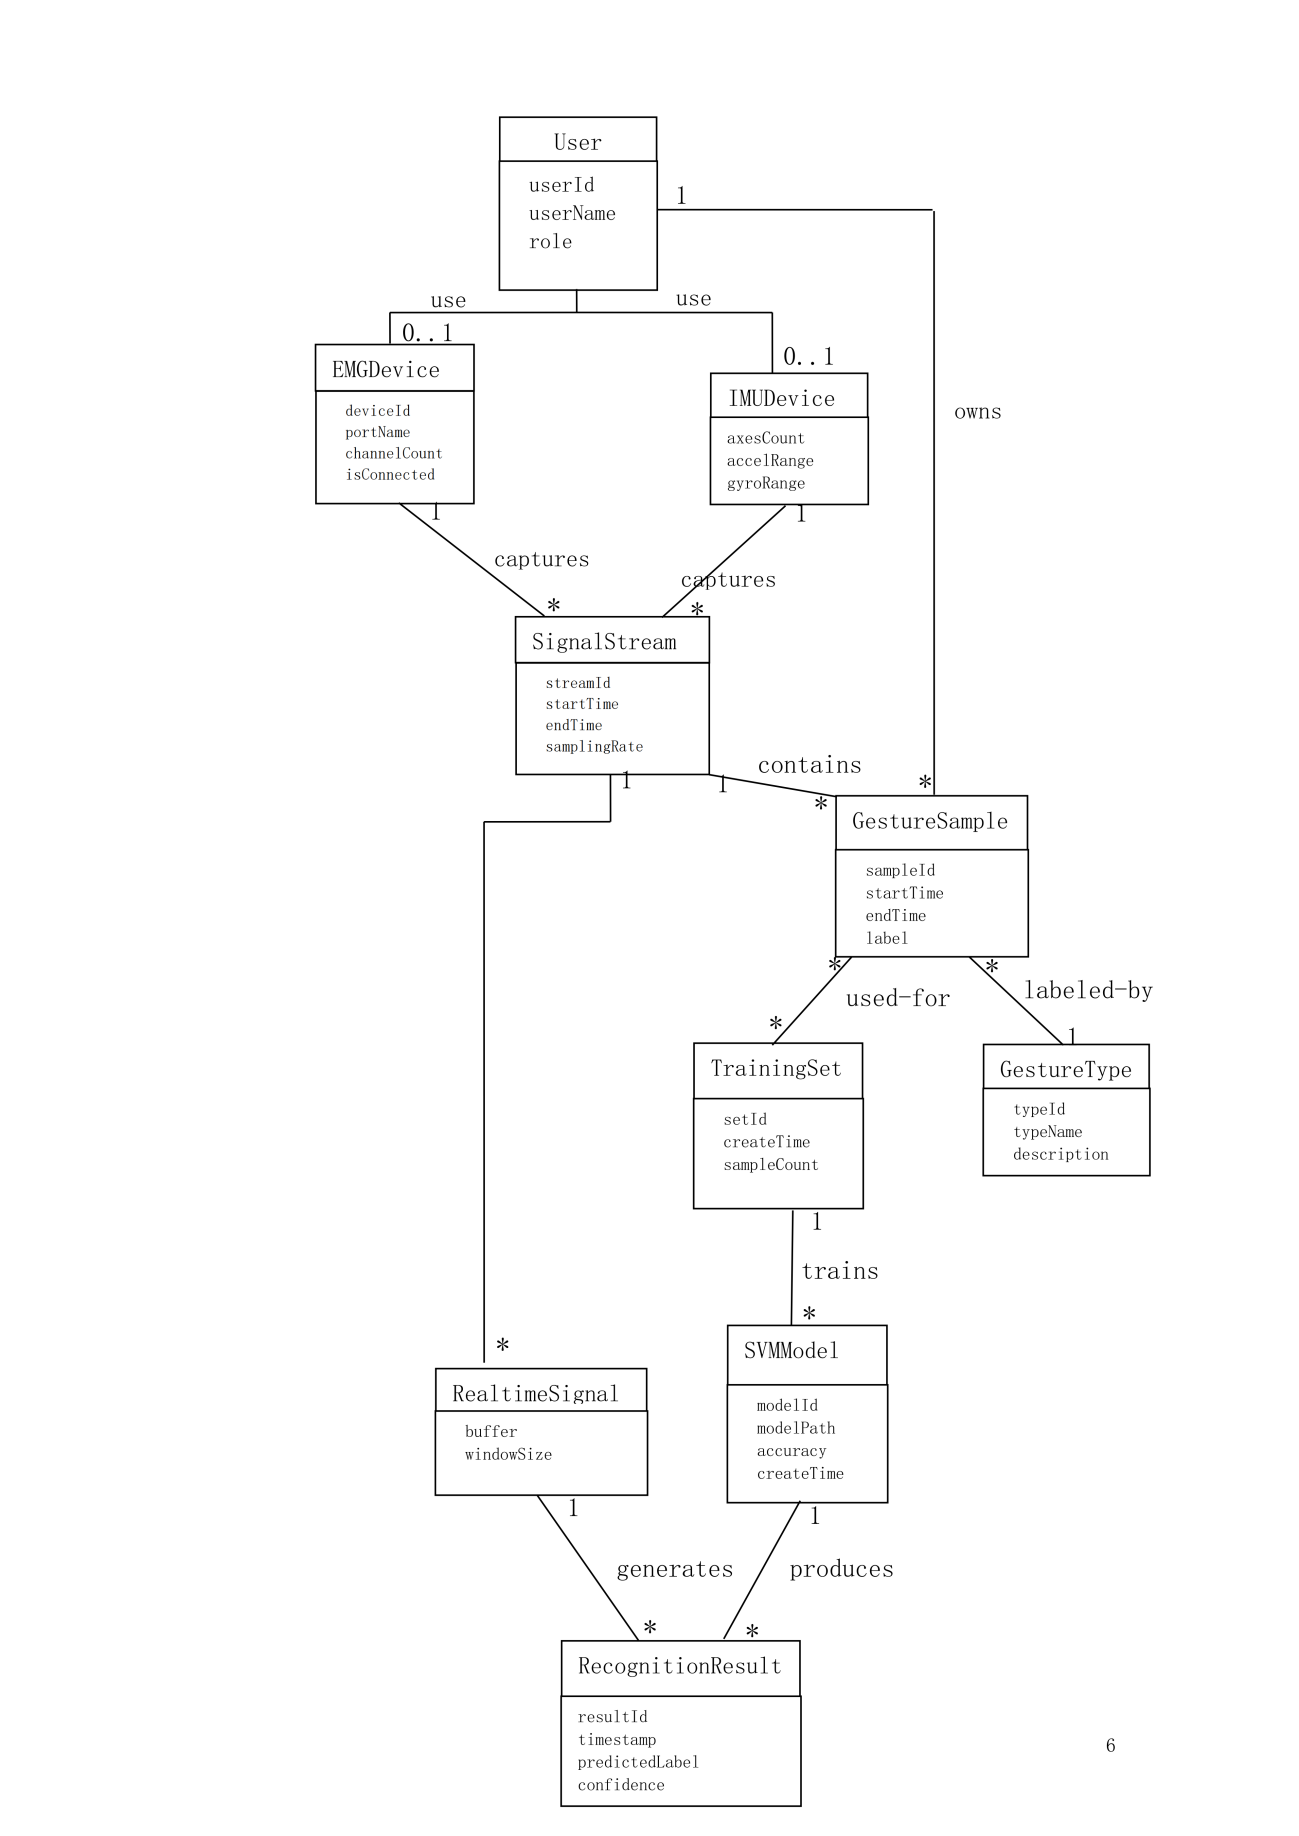 User
userId
userName
role
1
use
use
0..1
0..1
EMGDevice
deviceId
portName
channelCount
isConnected
IMUDevice
axesCount
accelRange
gyroRange
owns
1
1
captures
captures
*
*
SignalStream
streamId
startTime
endTime
samplingRate
1
1
contains
*
*
GestureSample
sampleId
startTime
endTime
label
*
*
used-for
labeled-by
*
1
TrainingSet
setId
createTime
sampleCount
GestureType
typeId
typeName
description
1
trains
*
*
SVMModel
modelId
modelPath
accuracy
createTime
RealtimeSignal
buffer
windowSize
1
1
generates
produces
*
*
RecognitionResult
resultId
timestamp
predictedLabel
confidence
6